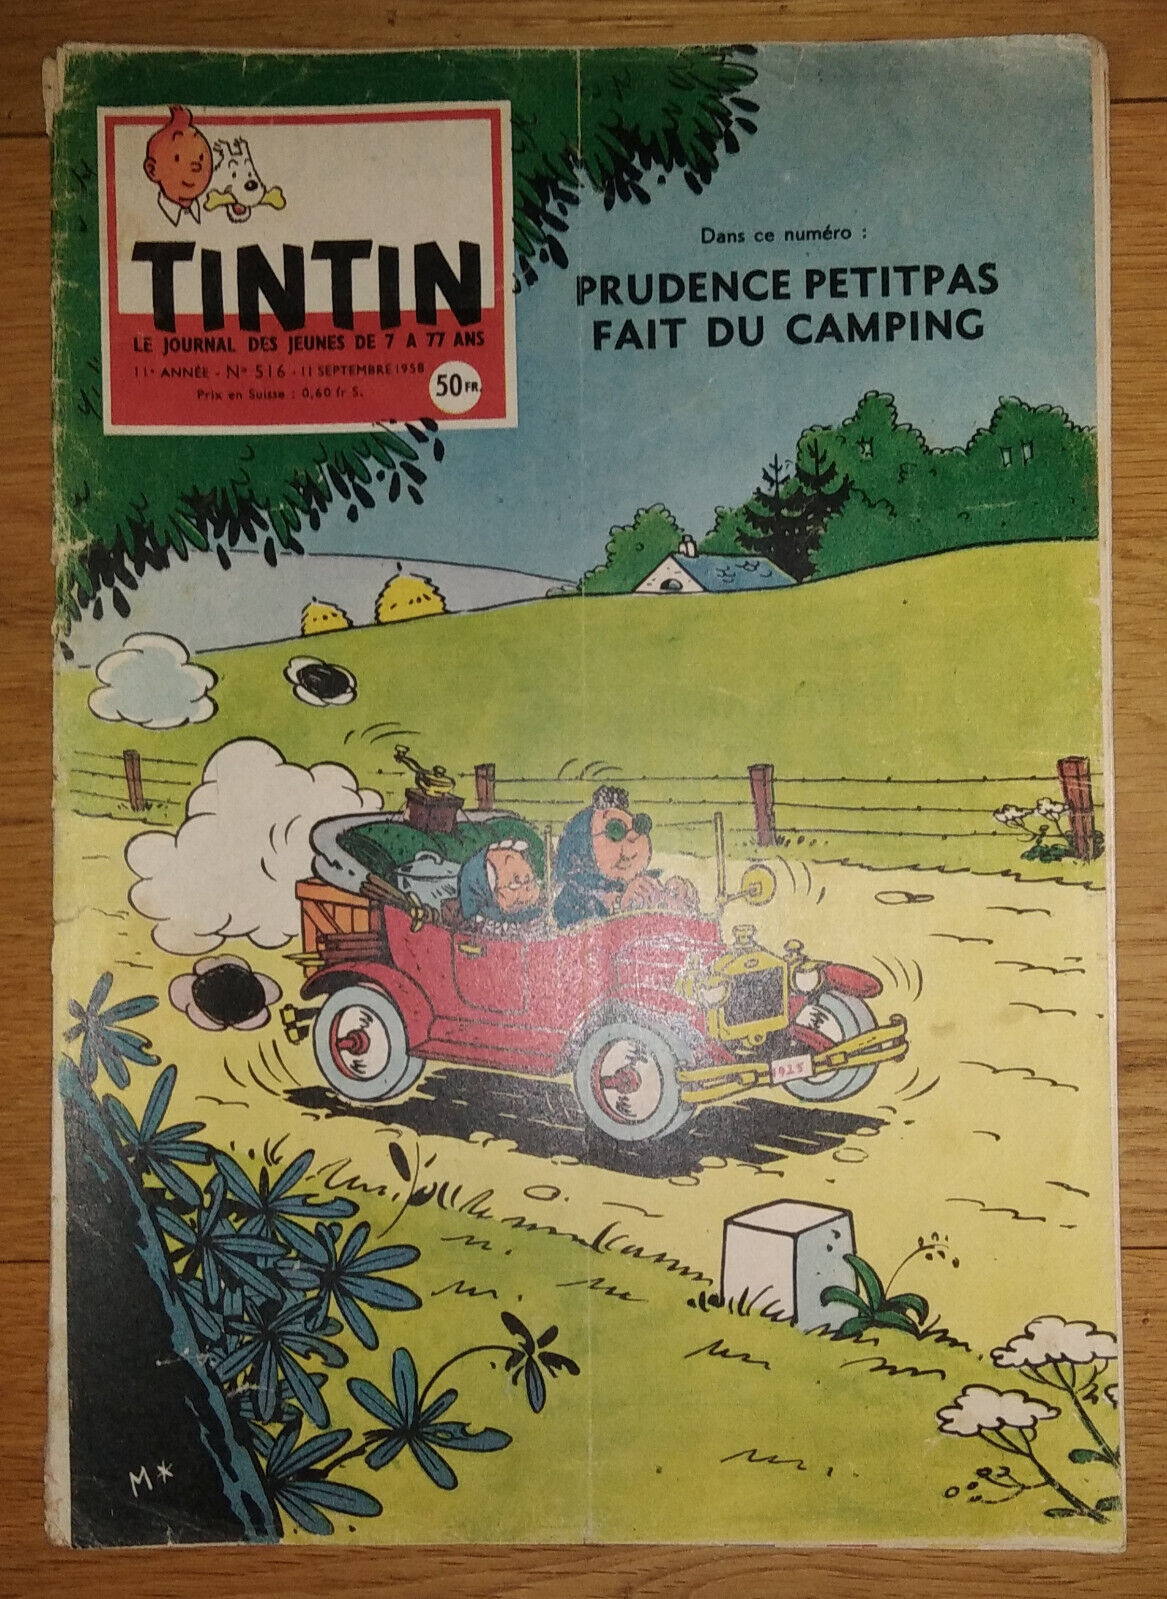 TINTIN
LE JOURNAL DES JEUNES DE 7 A 77 ANS
11e ANNÉE - N° 516 - 11 SEPTEMBRE 1958
Prix en Suisse : 0,60 fr S.
50 FR.
Dans ce numéro :
PRUDENCE PETITPAS
FAIT DU CAMPING
1925
M*